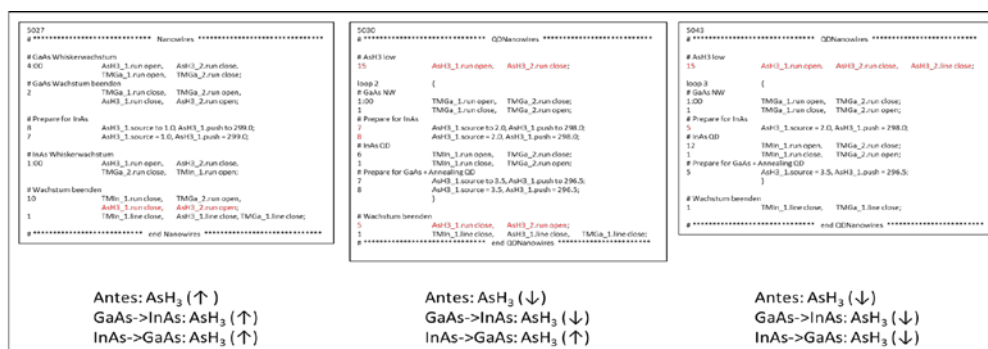 5027
# ****************************** Nanowires ******************************
# GaAs Whiskerwachstum
4:00 AsH3_1.run open, AsH3_2.run close,
TMGa_1.run open, TMGa_2.run close;
# GaAs Wachstum beenden
2 TMGa_1.run close, TMGa_2.run open,
AsH3_1.run close, AsH3_2.run open;
# Prepare for InAs
8 AsH3_1.source to 1.0, AsH3_1.push to 299.0;
7 AsH3_1.source = 1.0, AsH3_1.push = 299.0;
# InAs Whiskerwachstum
1:00 AsH3_1.run open, AsH3_2.run close,
TMIn_1.run open, TMGa_2.run close;
# Wachstum beenden
10 TMIn_1.run close, TMGa_2.run open,
AsH3_1.run close, AsH3_2.run open;
1 TMIn_1.line close, AsH3_1.line close, TMGa_1.line close;
# ****************************** end Nanowires ******************************
5030
# ****************************** QDNanowires ******************************
# AsH3 low
15 AsH3_1.run open, AsH3_2.run close;
loop 2 {
# GaAs NW
1:00 TMGa_1.run open, TMGa_2.run close;
1 TMGa_1.run close, TMGa_2.run open;
# Prepare for InAs
7 AsH3_1.source to 2.0, AsH3_1.push to 298.0;
8 AsH3_1.source = 2.0, AsH3_1.push = 298.0;
# InAs QD
6 TMIn_1.run open, TMGa_2.run close;
1 TMIn_1.run close, TMGa_2.run open;
# Prepare for GaAs + Annealing QD
7 AsH3_1.source to 3.5, AsH3_1.push to 296.5;
8 AsH3_1.source = 3.5, AsH3_1.push = 296.5;
}
# Wachstum beenden
5 AsH3_1.run close, AsH3_2.run open;
1 TMIn_1.line close, AsH3_1.line close, TMGa_1.line close;
# ****************************** end QDNanowires ******************************
5043
# ****************************** QDNanowires ******************************
# AsH3 low
15 AsH3_1.run open, AsH3_2.run close, AsH3_2.line close;
loop 3 {
# GaAs NW
1:00 TMGa_1.run open, TMGa_2.run close;
1 TMGa_1.run close, TMGa_2.run open;
# Prepare for InAs
5 AsH3_1.source = 2.0, AsH3_1.push = 298.0;
# InAs QD
12 TMIn_1.run open, TMGa_2.run close;
1 TMIn_1.run close, TMGa_2.run open;
# Prepare for GaAs + Annealing QD
5 AsH3_1.source = 3.5, AsH3_1.push = 296.5;
}
# Wachstum beenden
1 TMIn_1.line close, TMGa_1.line close;
# ****************************** end QDNanowires ******************************
Antes: AsH₃ (↑ )
GaAs->InAs: AsH₃ (↑)
InAs->GaAs: AsH₃ (↑)
Antes: AsH₃ (↓)
GaAs->InAs: AsH₃ (↓)
InAs->GaAs: AsH₃ (↑)
Antes: AsH₃ (↓)
GaAs->InAs: AsH₃ (↓)
InAs->GaAs: AsH₃ (↓)